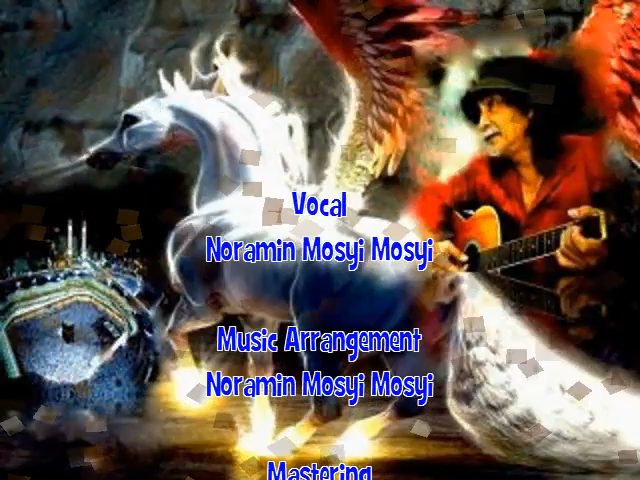 Vocal
Noramin Mosyi Mosyi
Music Arrangement
Noramin Mosyi Mosyi
Mastering